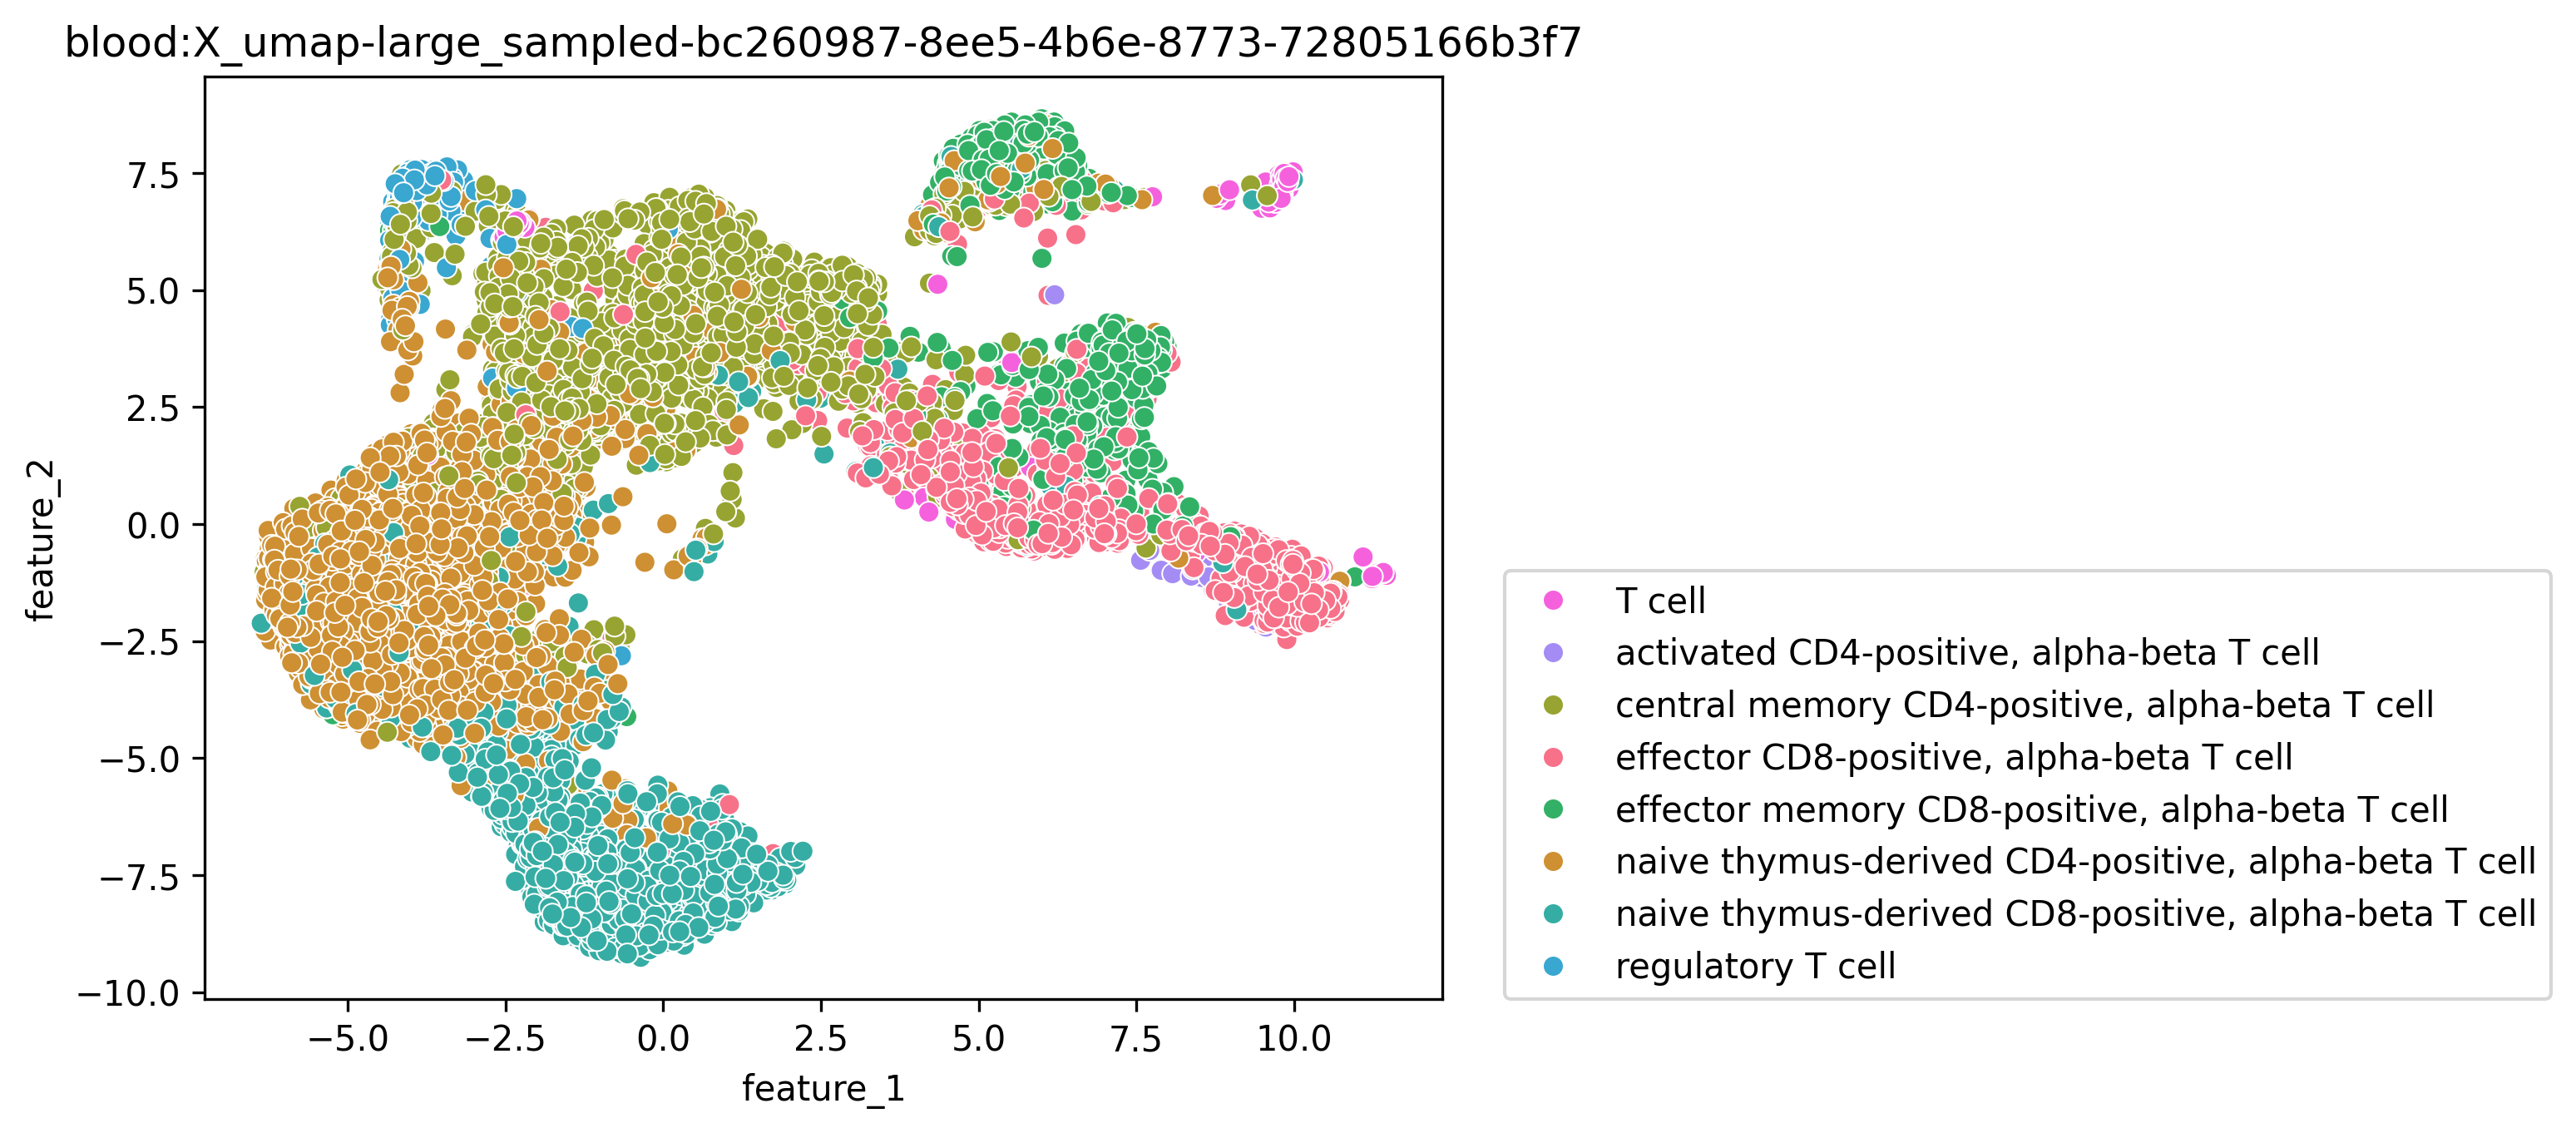 blood:X_umap-large_sampled-bc260987-8ee5-4b6e-8773-72805166b3f7
feature_2
7.5
5.0
2.5
0.0
−2.5
−5.0
−7.5
−10.0
−5.0 −2.5 0.0 2.5 5.0 7.5 10.0
feature_1
T cell
activated CD4-positive, alpha-beta T cell
central memory CD4-positive, alpha-beta T cell
effector CD8-positive, alpha-beta T cell
effector memory CD8-positive, alpha-beta T cell
naive thymus-derived CD4-positive, alpha-beta T cell
naive thymus-derived CD8-positive, alpha-beta T cell
regulatory T cell